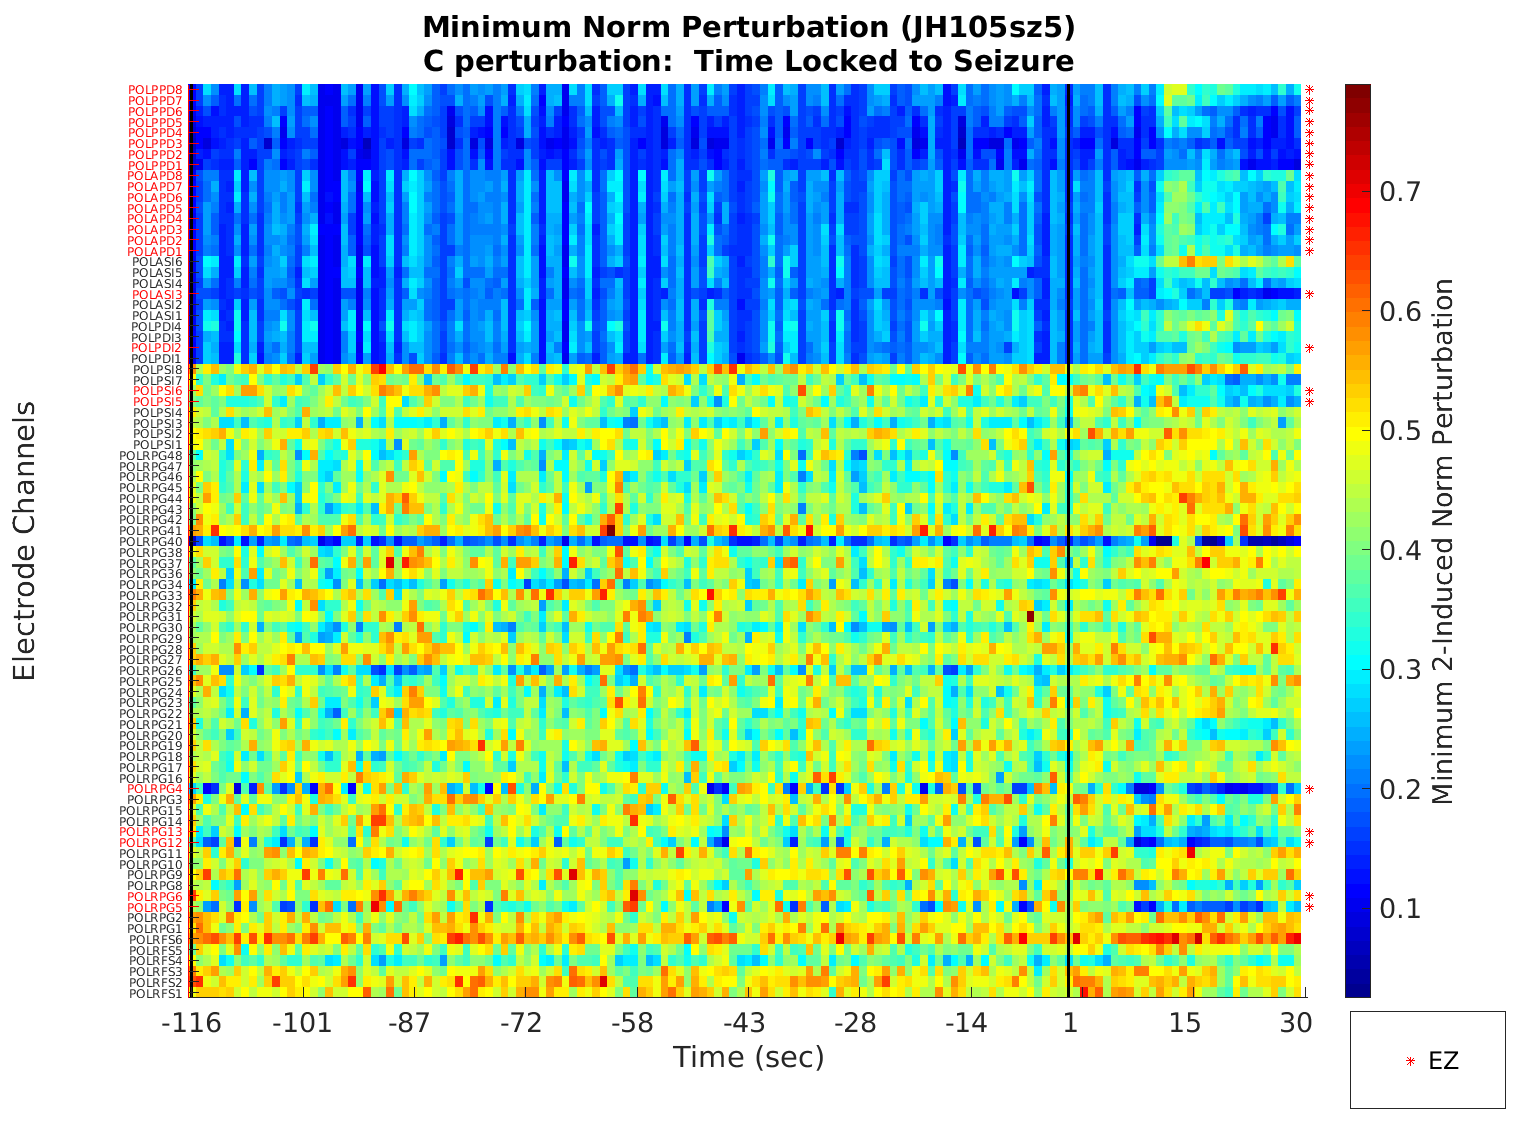 Minimum Norm Perturbation (JH105sz5)
C perturbation:  Time Locked to Seizure
Electrode Channels
POLPPD8
POLPPD7
POLPPD6
POLPPD5
POLPPD4
POLPPD3
POLPPD2
POLPPD1
POLAPD8
POLAPD7
POLAPD6
POLAPD5
POLAPD4
POLAPD3
POLAPD2
POLAPD1
POLASI6
POLASI5
POLASI4
POLASI3
POLASI2
POLASI1
POLPDI4
POLPDI3
POLPDI2
POLPDI1
POLPSI8
POLPSI7
POLPSI6
POLPSI5
POLPSI4
POLPSI3
POLPSI2
POLPSI1
POLRPG48
POLRPG47
POLRPG46
POLRPG45
POLRPG44
POLRPG43
POLRPG42
POLRPG41
POLRPG40
POLRPG38
POLRPG37
POLRPG36
POLRPG34
POLRPG33
POLRPG32
POLRPG31
POLRPG30
POLRPG29
POLRPG28
POLRPG27
POLRPG26
POLRPG25
POLRPG24
POLRPG23
POLRPG22
POLRPG21
POLRPG20
POLRPG19
POLRPG18
POLRPG17
POLRPG16
POLRPG4
POLRPG3
POLRPG15
POLRPG14
POLRPG13
POLRPG12
POLRPG11
POLRPG10
POLRPG9
POLRPG8
POLRPG6
POLRPG5
POLRPG2
POLRPG1
POLRFS6
POLRFS5
POLRFS4
POLRFS3
POLRFS2
POLRFS1
-116 -101 -87 -72 -58 -43 -28 -14 1 15 30
Time (sec)
0.7
0.6
0.5
0.4
0.3
0.2
0.1
Minimum 2-Induced Norm Perturbation
EZ